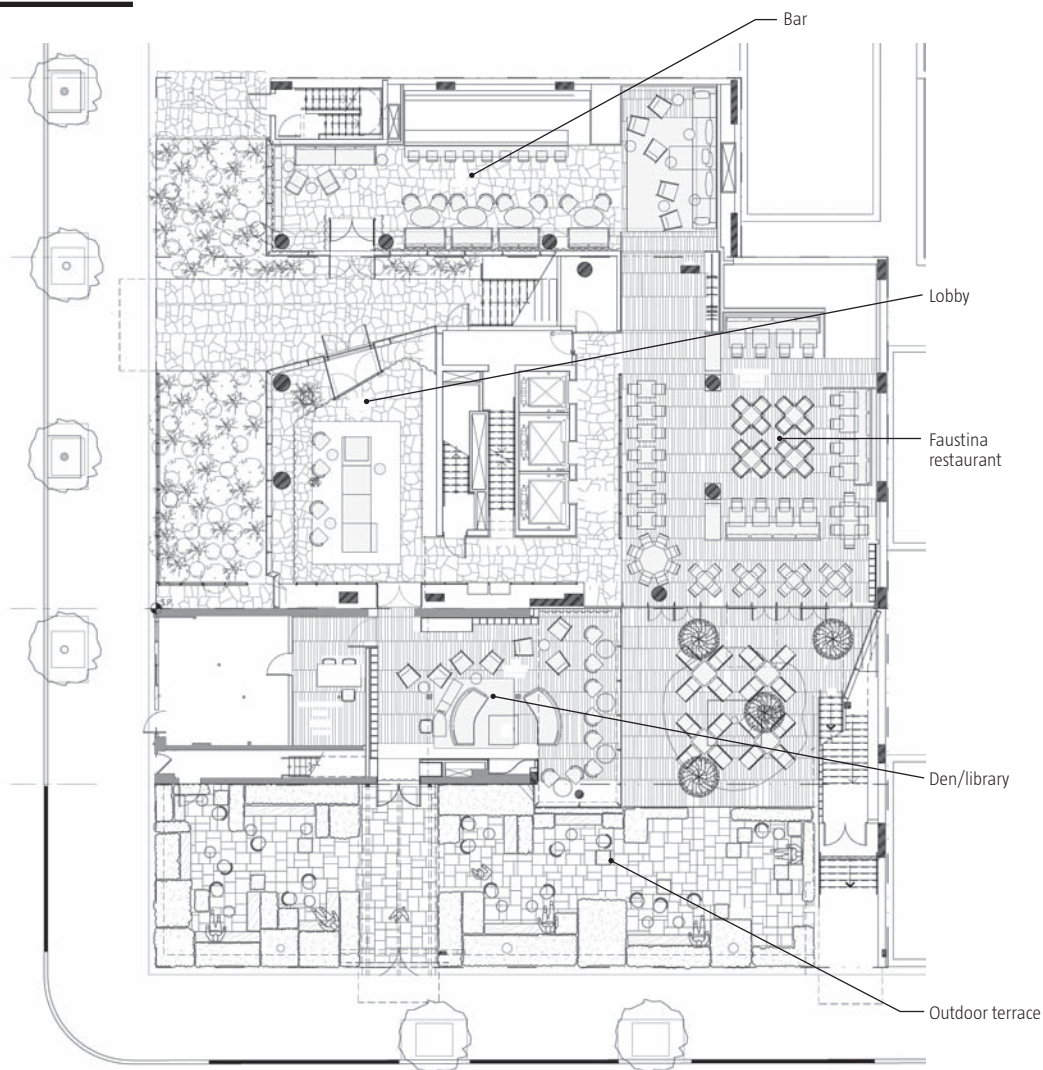 Bar
Lobby
Faustina
restaurant
Den/library
Outdoor terrace